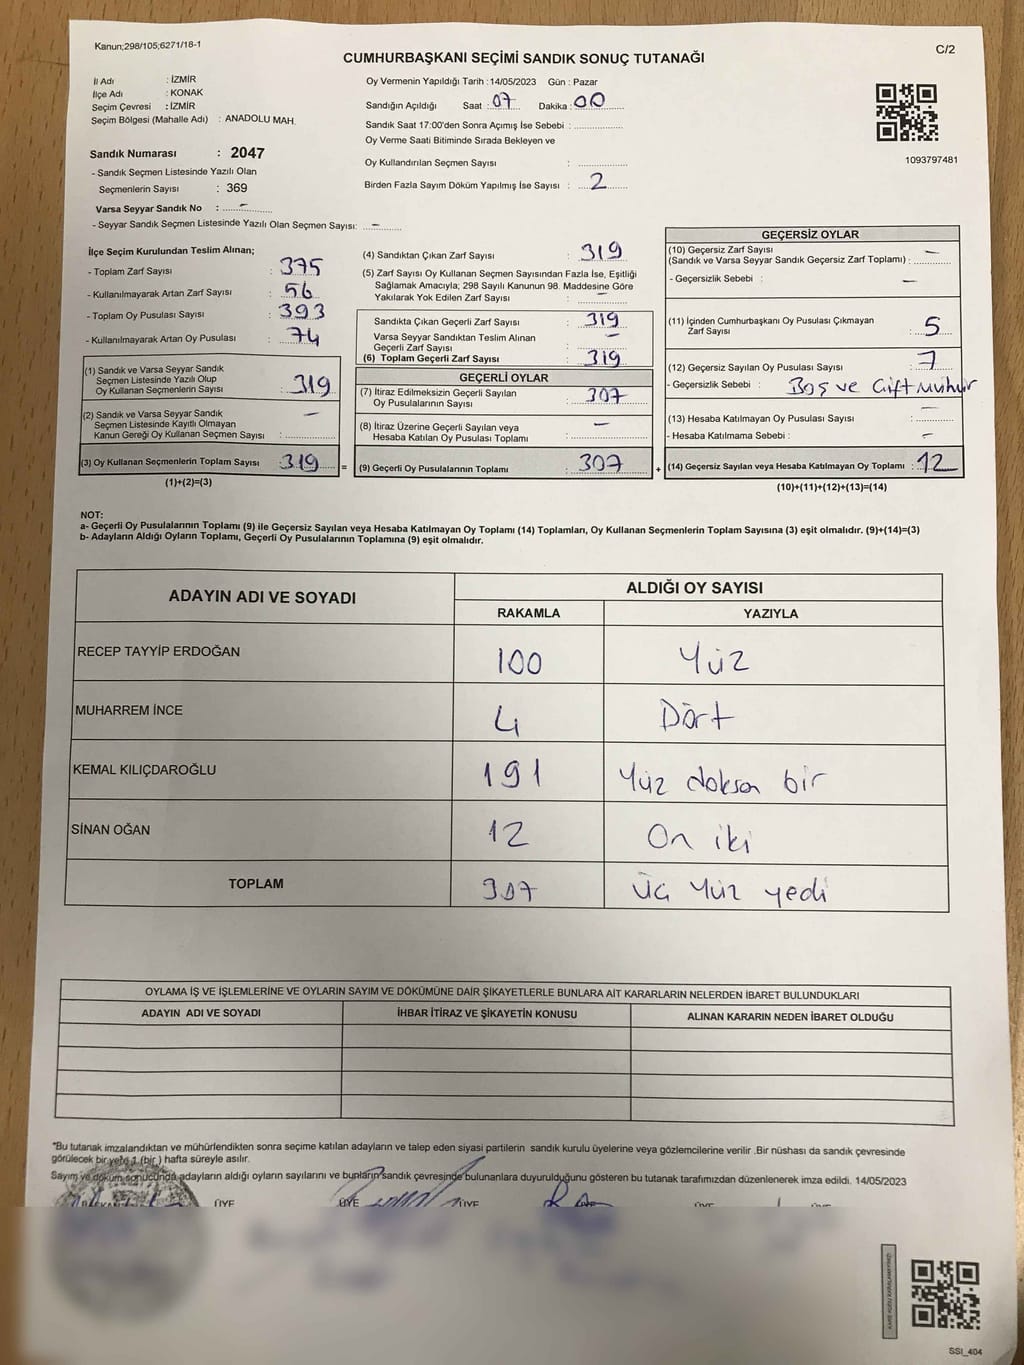 Kanun;298/105;6271/18-1
C/2
CUMHURBAŞKANI SEÇİMİ SANDIK SONUÇ TUTANAĞI
İl Adı : İZMİR
İlçe Adı : KONAK
Seçim Çevresi : İZMİR
Seçim Bölgesi (Mahalle Adı) : ANADOLU MAH.
Sandık Numarası : 2047
- Sandık Seçmen Listesinde Yazılı Olan
Seçmenlerin Sayısı : 369
Varsa Seyyar Sandık No : -
- Seyyar Sandık Seçmen Listesinde Yazılı Olan Seçmen Sayısı: -
Oy Vermenin Yapıldığı Tarih : 14/05/2023 Gün : Pazar
Sandığın Açıldığı Saat : 07 Dakika : 00
Sandık Saat 17:00'den Sonra Açımış İse Sebebi :
Oy Verme Saati Bitiminde Sırada Bekleyen ve
Oy Kullandırılan Seçmen Sayısı :
Birden Fazla Sayım Döküm Yapılmış İse Sayısı : 2
1093797481
İlçe Seçim Kurulundan Teslim Alınan;
- Toplam Zarf Sayısı : 375
- Kullanılmayarak Artan Zarf Sayısı : 56
- Toplam Oy Pusulası Sayısı : 393
- Kullanılmayarak Artan Oy Pusulası : 74
(1) Sandık ve Varsa Seyyar Sandık
Seçmen Listesinde Yazılı Olup
Oy Kullanan Seçmenlerin Sayısı : 319
(2) Sandık ve Varsa Seyyar Sandık
Seçmen Listesinde Kayıtlı Olmayan
Kanun Gereği Oy Kullanan Seçmen Sayısı : -
(3) Oy Kullanan Seçmenlerin Toplam Sayısı : 319 =
(1)+(2)=(3)
(4) Sandıktan Çıkan Zarf Sayısı : 319
(5) Zarf Sayısı Oy Kullanan Seçmen Sayısından Fazla İse, Eşitliği
Sağlamak Amacıyla; 298 Sayılı Kanunun 98. Maddesine Göre
Yakılarak Yok Edilen Zarf Sayısı : -
Sandıkta Çıkan Geçerli Zarf Sayısı : 319
Varsa Seyyar Sandıktan Teslim Alınan
Geçerli Zarf Sayısı : -
(6) Toplam Geçerli Zarf Sayısı : 319
GEÇERLİ OYLAR
(7) İtiraz Edilmeksizin Geçerli Sayılan
Oy Pusulalarının Sayısı : 307
(8) İtiraz Üzerine Geçerli Sayılan veya
Hesaba Katılan Oy Pusulası Toplamı : -
(9) Geçerli Oy Pusulalarının Toplamı : 307 +
GEÇERSİZ OYLAR
(10) Geçersiz Zarf Sayısı
(Sandık ve Varsa Seyyar Sandık Geçersiz Zarf Toplamı) : -
- Geçersizlik Sebebi : -
(11) İçinden Cumhurbaşkanı Oy Pusulası Çıkmayan
Zarf Sayısı : 5
(12) Geçersiz Sayılan Oy Pusulası Sayısı : 7
- Geçersizlik Sebebi : Boş ve Çift Mühür
(13) Hesaba Katılmayan Oy Pusulası Sayısı : -
- Hesaba Katılmama Sebebi : -
(14) Geçersiz Sayılan veya Hesaba Katılmayan Oy Toplamı : 12
(10)+(11)+(12)+(13)=(14)
NOT:
a- Geçerli Oy Pusulalarının Toplamı (9) ile Geçersiz Sayılan veya Hesaba Katılmayan Oy Toplamı (14) Toplamları, Oy Kullanan Seçmenlerin Toplam Sayısına (3) eşit olmalıdır. (9)+(14)=(3)
b- Adayların Aldığı Oyların Toplamı, Geçerli Oy Pusulalarının Toplamına (9) eşit olmalıdır.
ADAYIN ADI VE SOYADI
ALDIĞI OY SAYISI
RAKAMLA YAZIYLA
RECEP TAYYİP ERDOĞAN 100 Yüz
MUHARREM İNCE 4 Dört
KEMAL KILIÇDAROĞLU 191 Yüz doksan bir
SİNAN OĞAN 12 On iki
TOPLAM 307 Üç Yüz yedi
OYLAMA İŞ VE İŞLEMLERİNE VE OYLARIN SAYIM VE DÖKÜMÜNE DAİR ŞİKAYETLERLE BUNLARA AİT KARARLARIN NELERDEN İBARET BULUNDUKLARI
ADAYIN ADI VE SOYADI İHBAR İTİRAZ VE ŞİKAYETİN KONUSU ALINAN KARARIN NEDEN İBARET OLDUĞU
*Bu tutanak imzalandıktan ve mühürlendikten sonra seçime katılan adayların ve talep eden siyasi partilerin sandık kurulu üyelerine veya gözlemcilerine verilir .Bir nüshası da sandık çevresinde
görülecek bir yere 1 (bir ) hafta süreyle asılır.
Sayım ve döküm sonucunda adayların aldığı oyların sayılarını ve bunların sandık çevresinde bulunanlara duyurulduğunu gösteren bu tutanak tarafımızdan düzenlenerek imza edildi. 14/05/2023
BAŞKAN ÜYE ÜYE ÜYE ÜYE ÜYE ÜYE
SSI_404